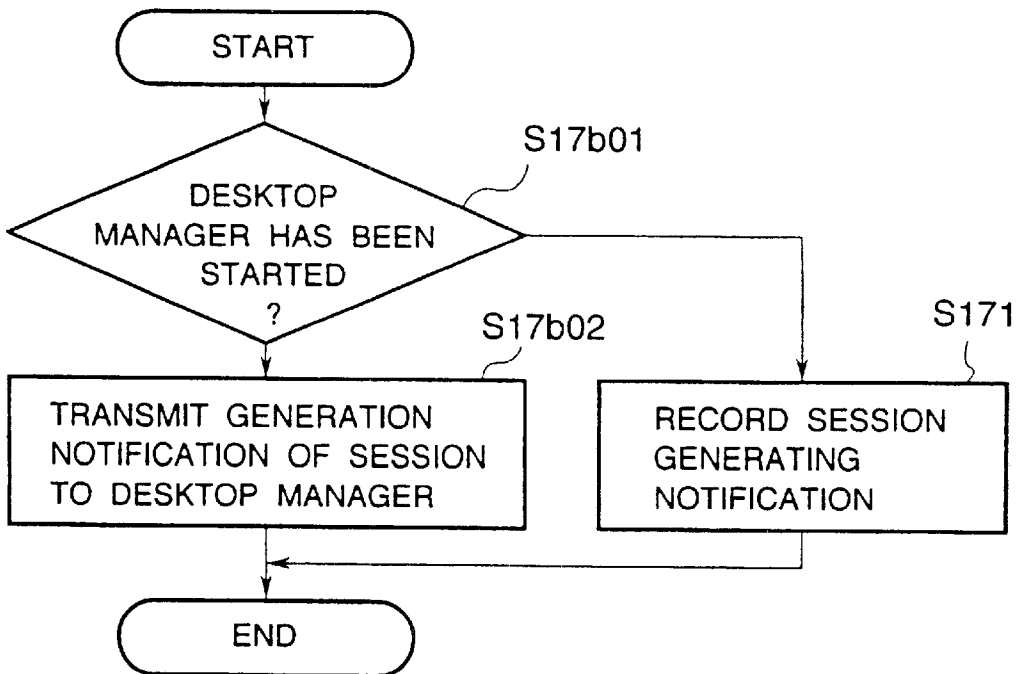 START
S17b01
DESKTOP
MANAGER HAS BEEN
STARTED
?
S17b02
TRANSMIT GENERATION
NOTIFICATION OF SESSION
TO DESKTOP MANAGER
S171
RECORD SESSION
GENERATING
NOTIFICATION
END